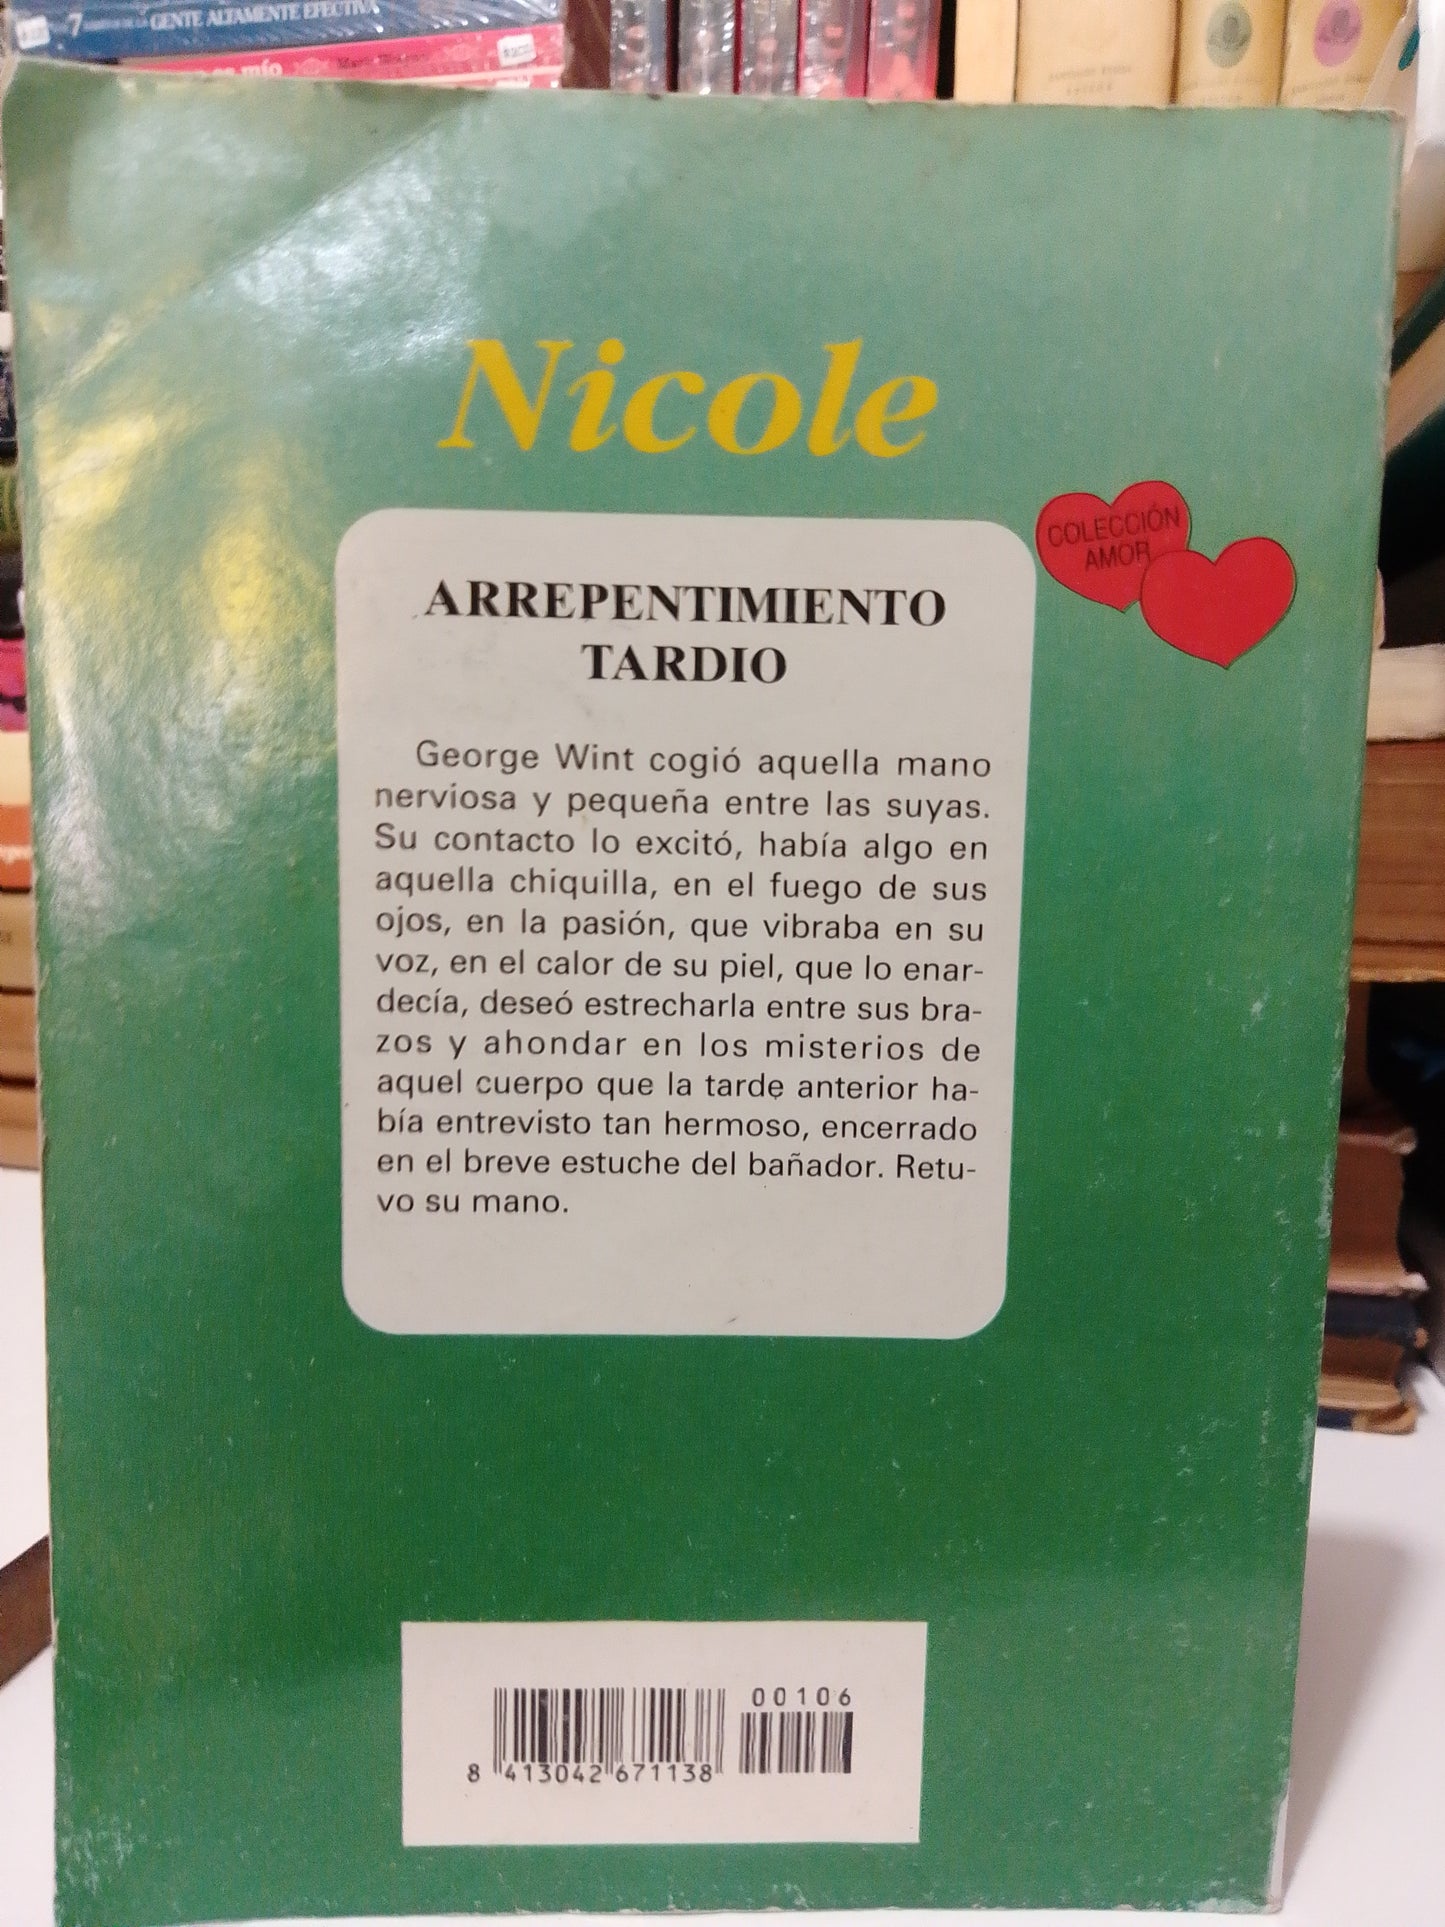 7
GENTE ALTAMENTE EFECTIVA
mío
Nicole
COLECCIÓN
AMOR
ARREPENTIMIENTO
TARDIO
George Wint cogió aquella mano
nerviosa y pequeña entre las suyas.
Su contacto lo excitó, había algo en
aquella chiquilla, en el fuego de sus
ojos, en la pasión, que vibraba en su
voz, en el calor de su piel, que lo enar-
decía, deseó estrecharla entre sus bra-
zos y ahondar en los misterios de
aquel cuerpo que la tarde anterior ha-
bía entrevisto tan hermoso, encerrado
en el breve estuche del bañador. Retu-
vo su mano.
00106
8 413042 671138